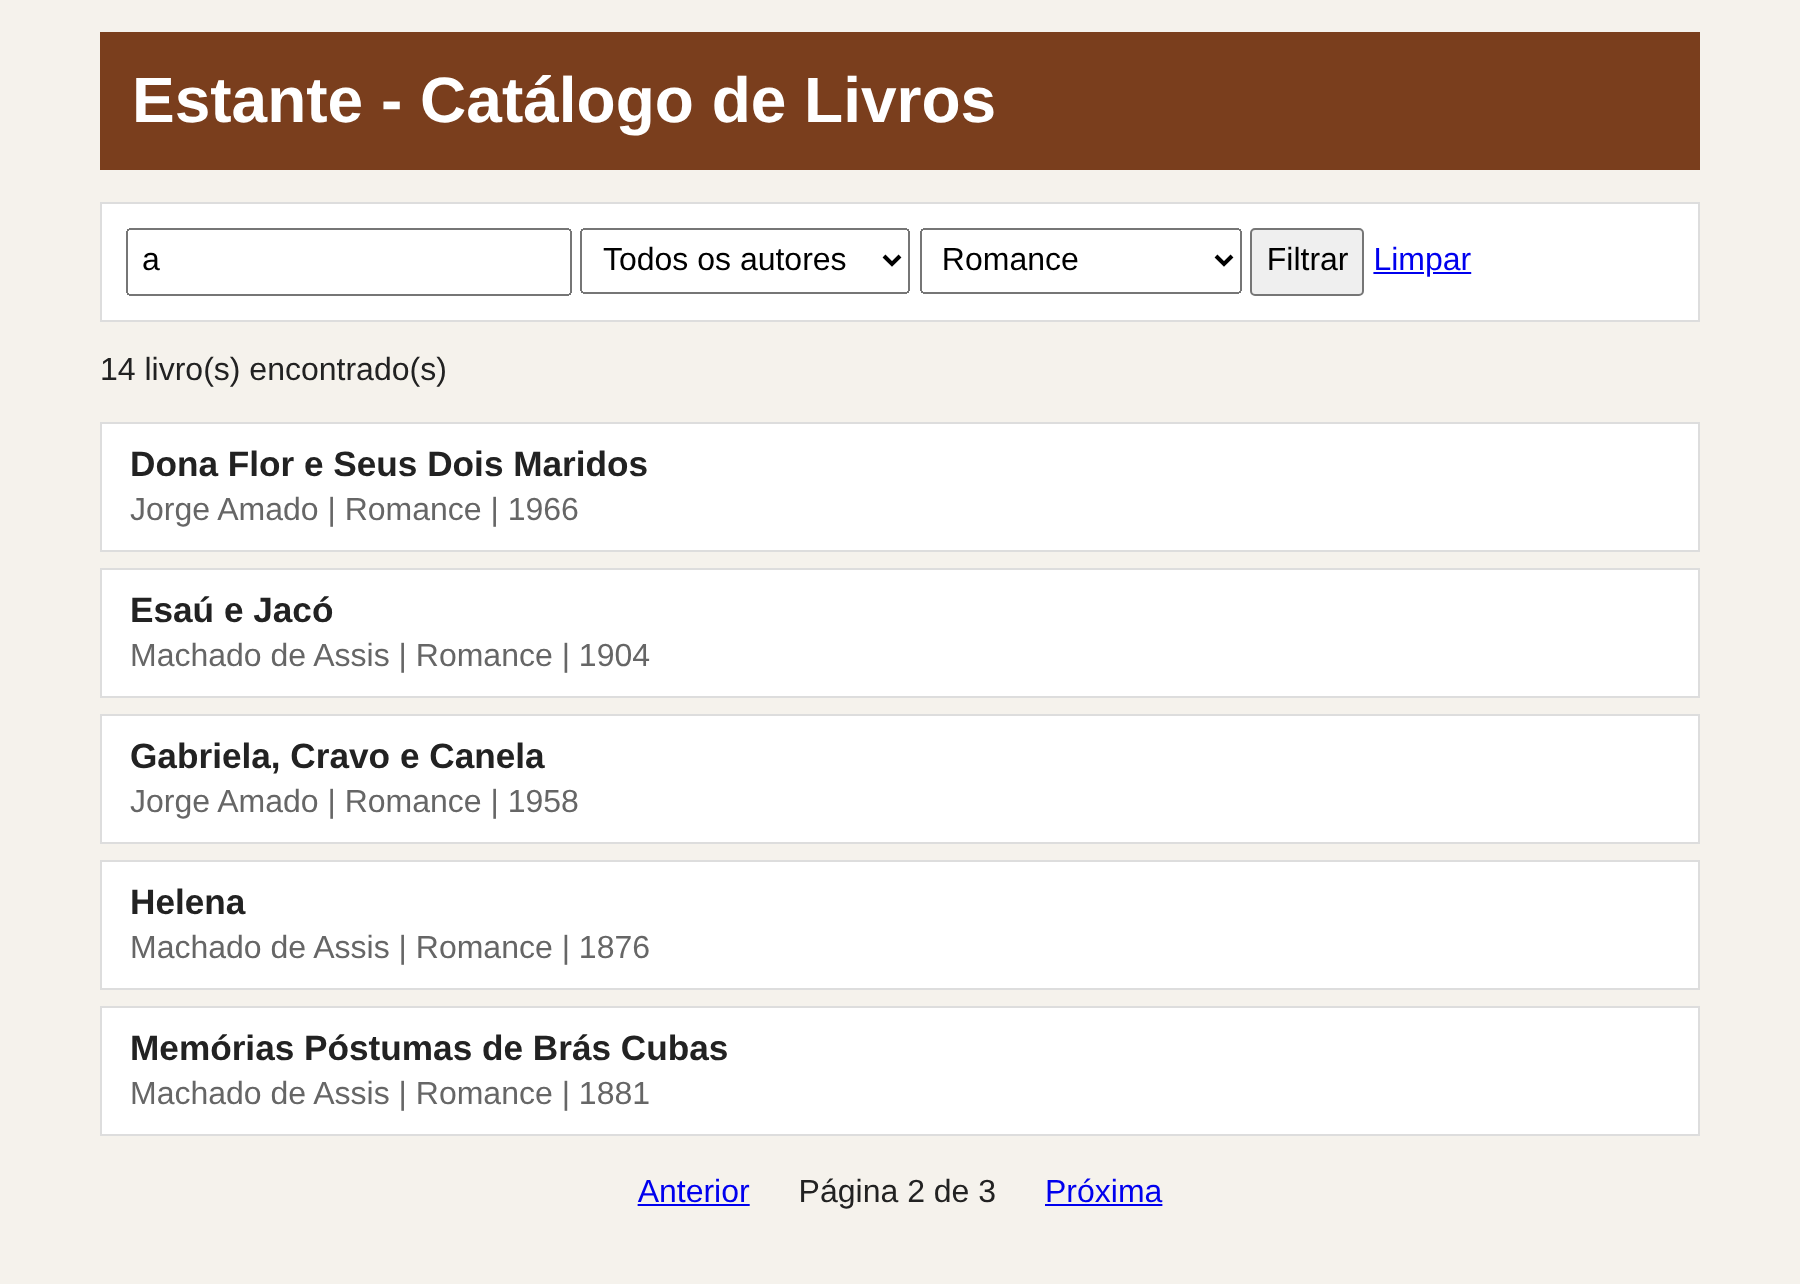 Estante - Catálogo de Livros
a Todos os autores Romance Filtrar Limpar
14 livro(s) encontrado(s)
Dona Flor e Seus Dois Maridos
Jorge Amado | Romance | 1966
Esaú e Jacó
Machado de Assis | Romance | 1904
Gabriela, Cravo e Canela
Jorge Amado | Romance | 1958
Helena
Machado de Assis | Romance | 1876
Memórias Póstumas de Brás Cubas
Machado de Assis | Romance | 1881
Anterior Página 2 de 3 Próxima